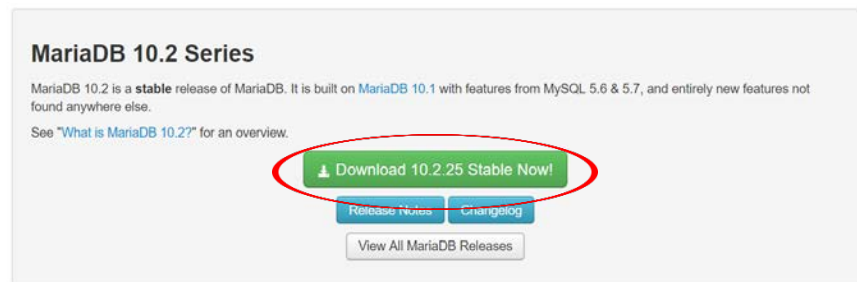 MariaDB 10.2 Series
MariaDB 10.2 is a stable release of MariaDB. It is built on MariaDB 10.1 with features from MySQL 5.6 & 5.7, and entirely new features not
found anywhere else.
See "What is MariaDB 10.2?" for an overview.
Download 10.2.25 Stable Now!
Release Notes Changelog
View All MariaDB Releases